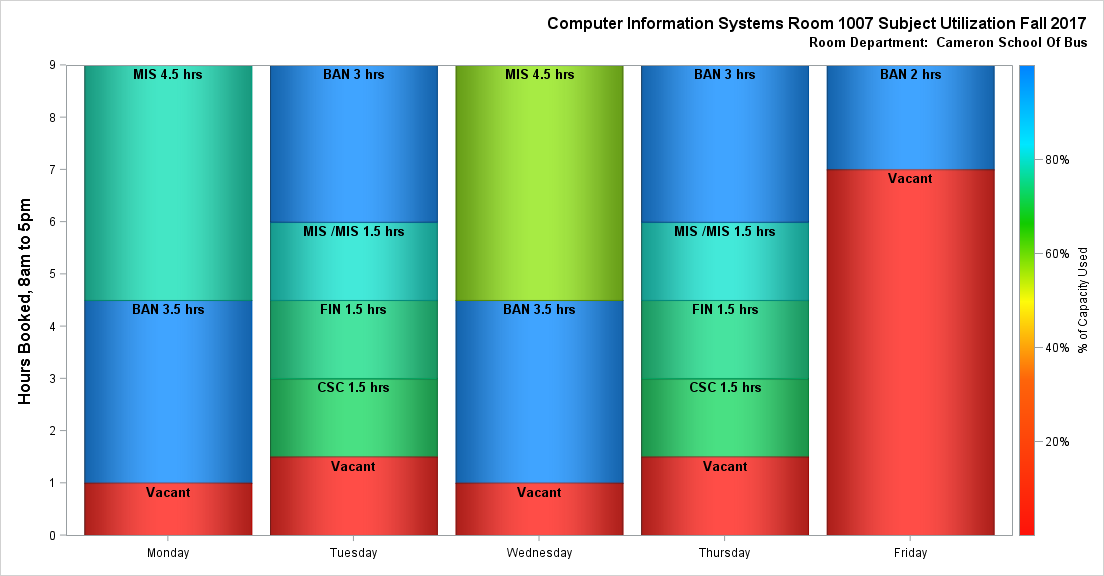 Computer Information Systems Room 1007 Subject Utilization Fall 2017
Room Department:  Cameron School Of Bus
Hours Booked, 8am to 5pm
9
8
7
6
5
4
3
2
1
0
MIS 4.5 hrs
BAN 3.5 hrs
Vacant
BAN 3 hrs
MIS /MIS 1.5 hrs
FIN 1.5 hrs
CSC 1.5 hrs
Vacant
MIS 4.5 hrs
BAN 3.5 hrs
Vacant
BAN 3 hrs
MIS /MIS 1.5 hrs
FIN 1.5 hrs
CSC 1.5 hrs
Vacant
BAN 2 hrs
Vacant
Monday
Tuesday
Wednesday
Thursday
Friday
80%
60%
40%
20%
% of Capacity Used